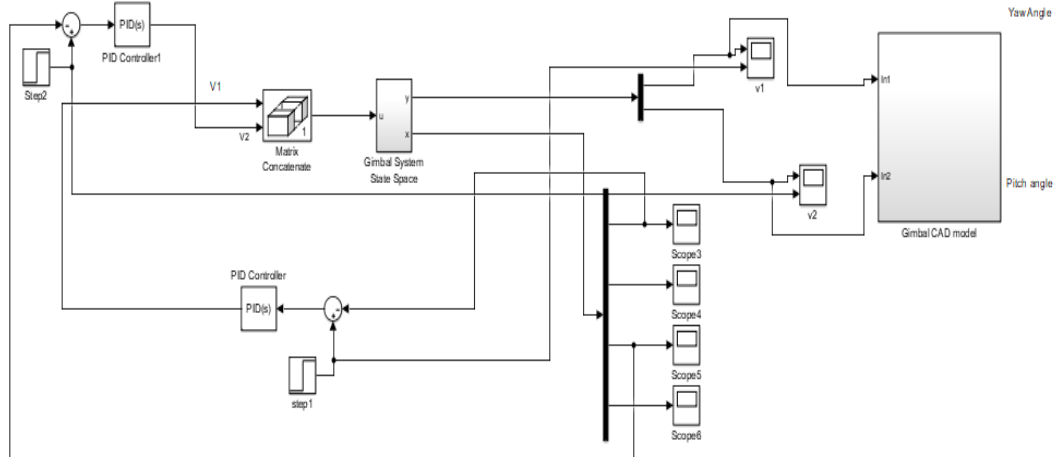 Yaw Angle
PID(s)
PID Controller1
Step2
V1
V2
1
Matrix
Concatenate
u
y
x
Gimbal System
State Space
v1
In1
In2
Pitch angle
v2
Gimbal CAD model
Scope3
PID Controller
PID(s)
Scope4
step1
Scope5
Scope6